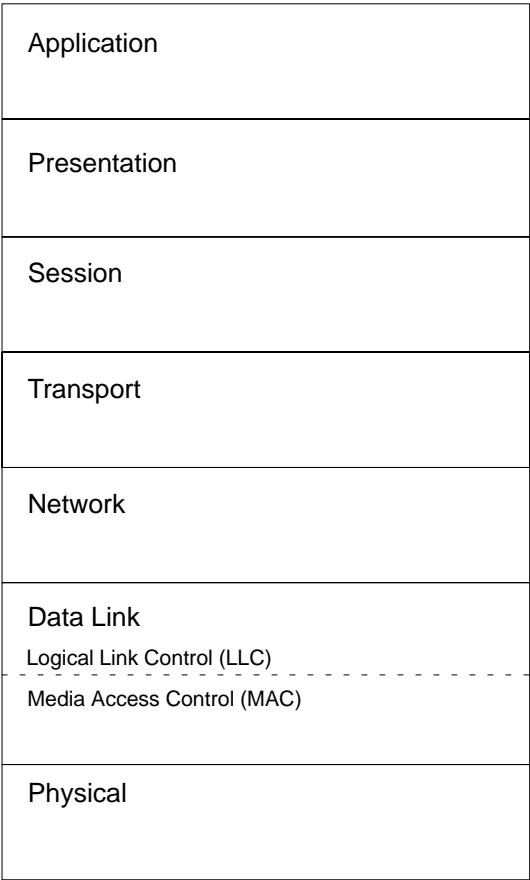 Application
Presentation
Session
Transport
Network
Data Link
Logical Link Control (LLC)
Media Access Control (MAC)
Physical